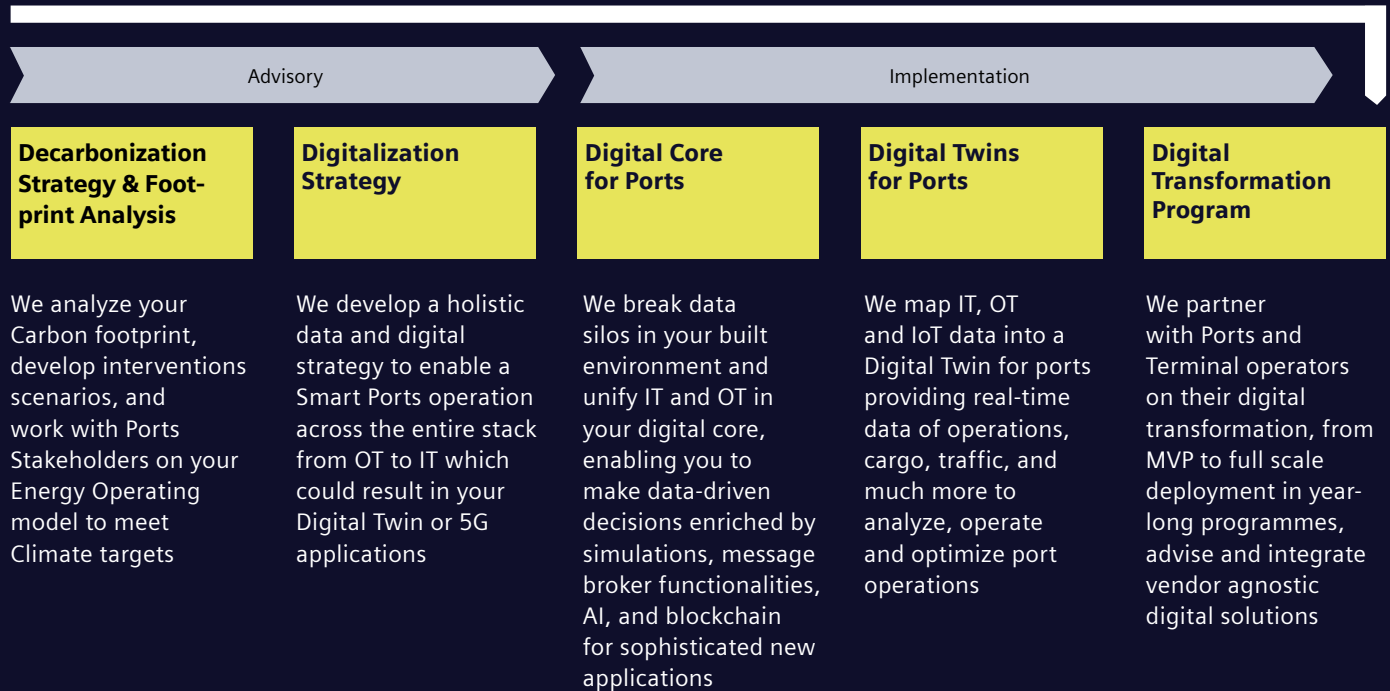 Advisory
Implementation
Decarbonization
Strategy & Foot-
print Analysis
We analyze your
Carbon footprint,
develop interventions
scenarios, and
work with Ports
Stakeholders on your
Energy Operating
model to meet
Climate targets
Digitalization
Strategy
We develop a holistic
data and digital
strategy to enable a
Smart Ports operation
across the entire stack
from OT to IT which
could result in your
Digital Twin or 5G
applications
Digital Core
for Ports
We break data
silos in your built
environment and
unify IT and OT in
your digital core,
enabling you to
make data-driven
decisions enriched by
simulations, message
broker functionalities,
AI, and blockchain
for sophisticated new
applications
Digital Twins
for Ports
We map IT, OT
and IoT data into a
Digital Twin for ports
providing real-time
data of operations,
cargo, traffic, and
much more to
analyze, operate
and optimize port
operations
Digital
Transformation
Program
We partner
with Ports and
Terminal operators
on their digital
transformation, from
MVP to full scale
deployment in year-
long programmes,
advise and integrate
vendor agnostic
digital solutions